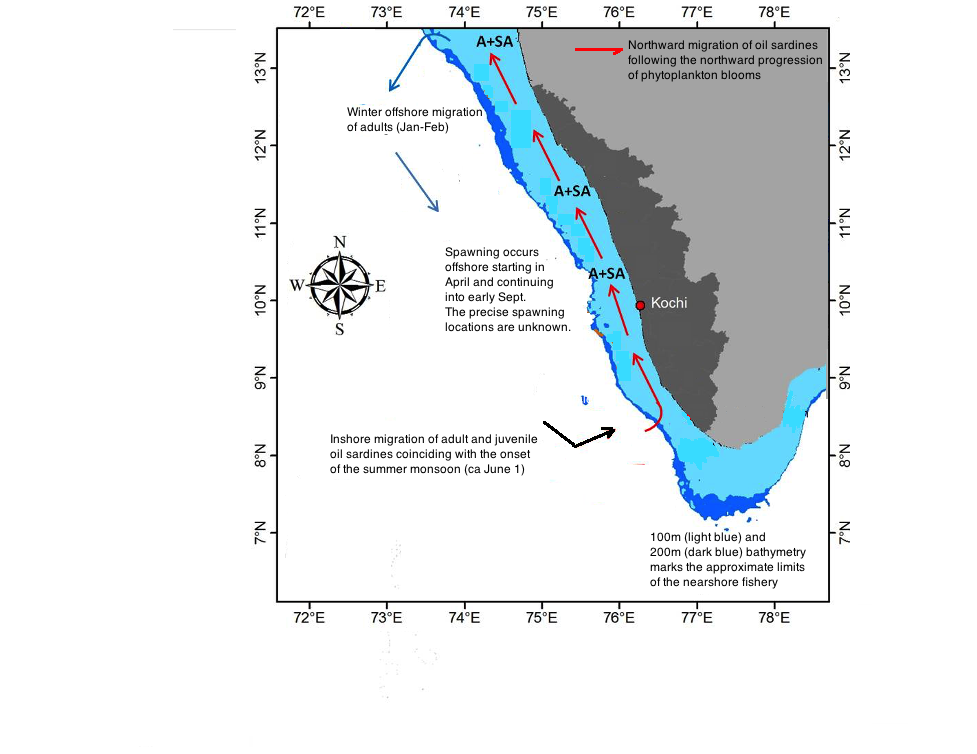 72°E 73°E 74°E 75°E 76°E 77°E 78°E
A+SA
Northward migration of oil sardines
following the northward progression
of phytoplankton blooms
13°N 13°N
Winter offshore migration
of adults (Jan-Feb)
12°N 12°N
A+SA
11°N 11°N
N
W E
S
Spawning occurs
offshore starting in
April and continuing
into early Sept.
The precise spawning
locations are unknown.
A+SA
10°N 10°N
Kochi
9°N 9°N
Inshore migration of adult and juvenile
oil sardines coinciding with the onset
of the summer monsoon (ca June 1)
8°N 8°N
7°N 7°N
100m (light blue) and
200m (dark blue) bathymetry
marks the approximate limits
of the nearshore fishery
72°E 73°E 74°E 75°E 76°E 77°E 78°E